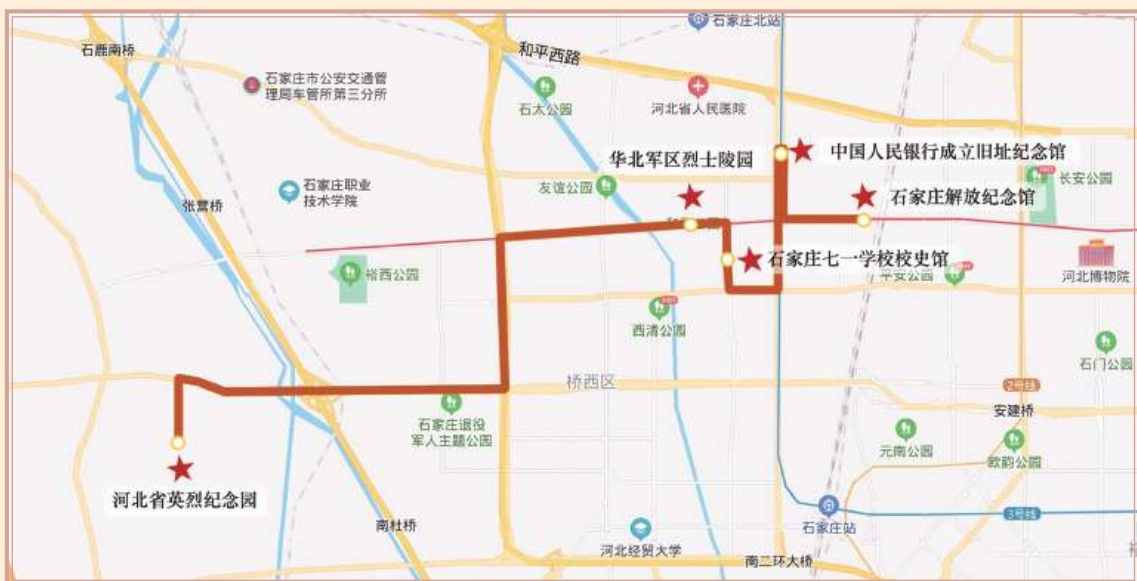 石家庄北站
石鹿南桥
和平西路
石家庄市公安交通管
理局车管所第三分所
石太公园
河北省人民医院
华北军区烈士陵园
中国人民银行成立旧址纪念馆
长安公园
石家庄职业
技术学院
友谊公园
石家庄解放纪念馆
张营桥
石家庄七一学校校史馆
平安公园
河北博物院
裕西公园
西清公园
石门公园
桥西区
2号线
石家庄退役
军人主题公园
安建桥
元南公园
欧韵公园
河北省英烈纪念园
南杜桥
石家庄站
3号线
河北经贸大学
南二环大桥